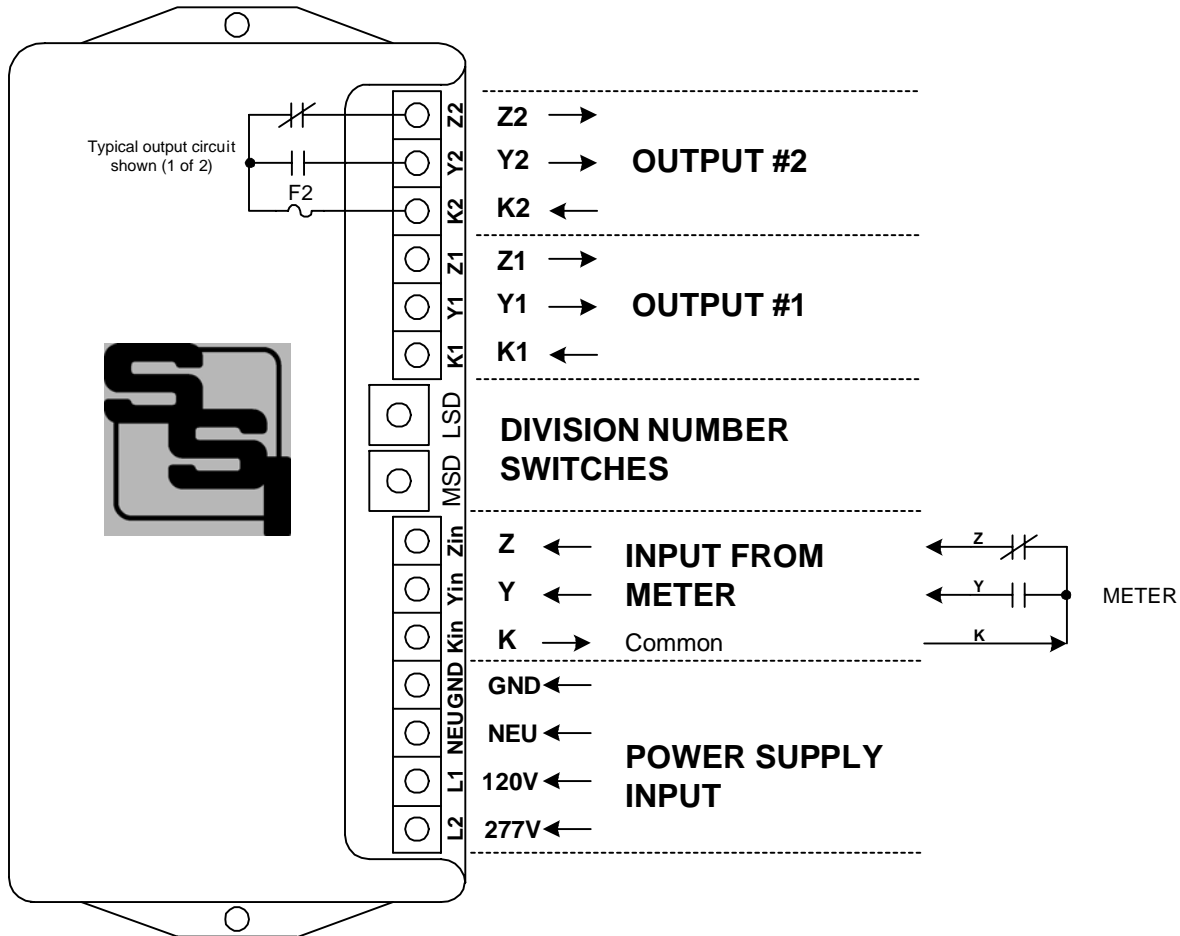 Typical output circuit
shown (1 of 2)
F2
Z2
Y2
K2
Z1
Y1
K1
LSD
MSD
Zin
Yin
Kin
GND
NEU
L1
L2
SSI
Z2
Y2 OUTPUT #2
K2
Z1
Y1 OUTPUT #1
K1
DIVISION NUMBER
SWITCHES
Z
Y
K
INPUT FROM
METER
Common
Z
Y
K
METER
GND
NEU
120V
277V
POWER SUPPLY
INPUT